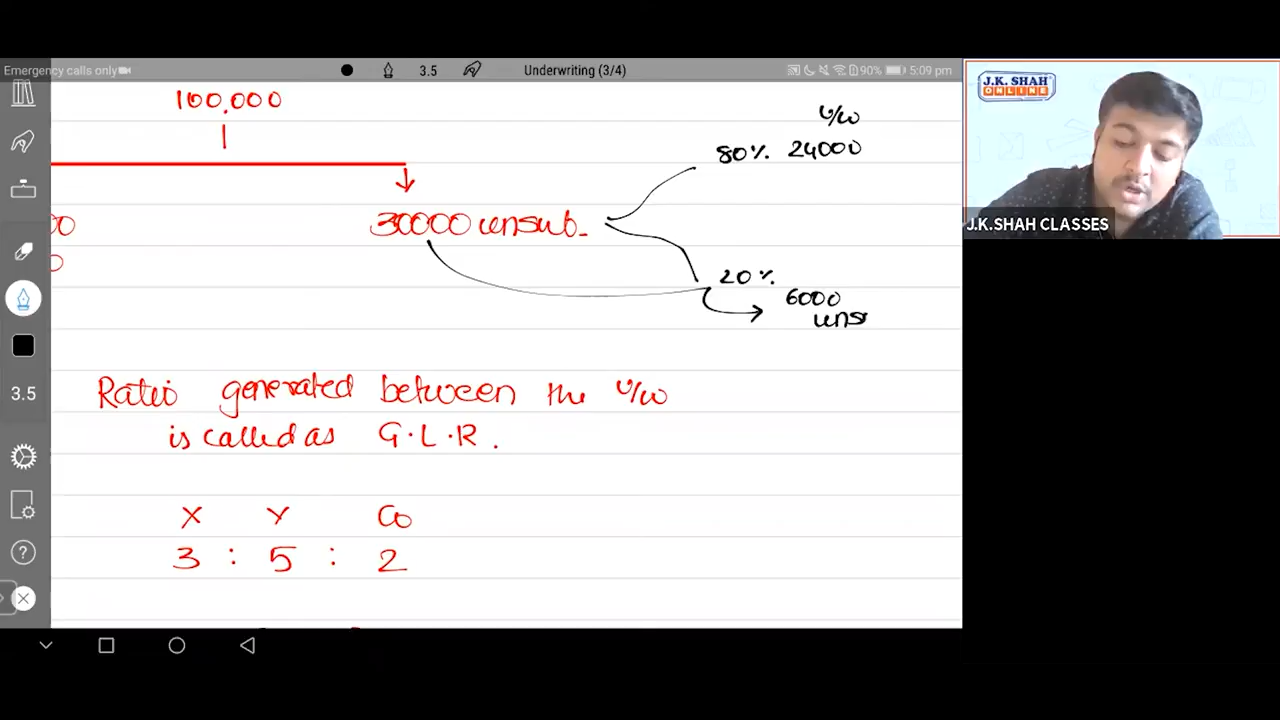 Emergency calls only
3.5
Underwriting (3/4)
90%
5:09 pm
J.K. SHAH
ONLINE
100,000
u/w
80% 24000
00
30000 unsub.
0
20%
6000
uns
J.K.SHAH CLASSES
3.5
Ratio generated between the u/w
is called as G.L.R.
X Y Co
3 : 5 : 2